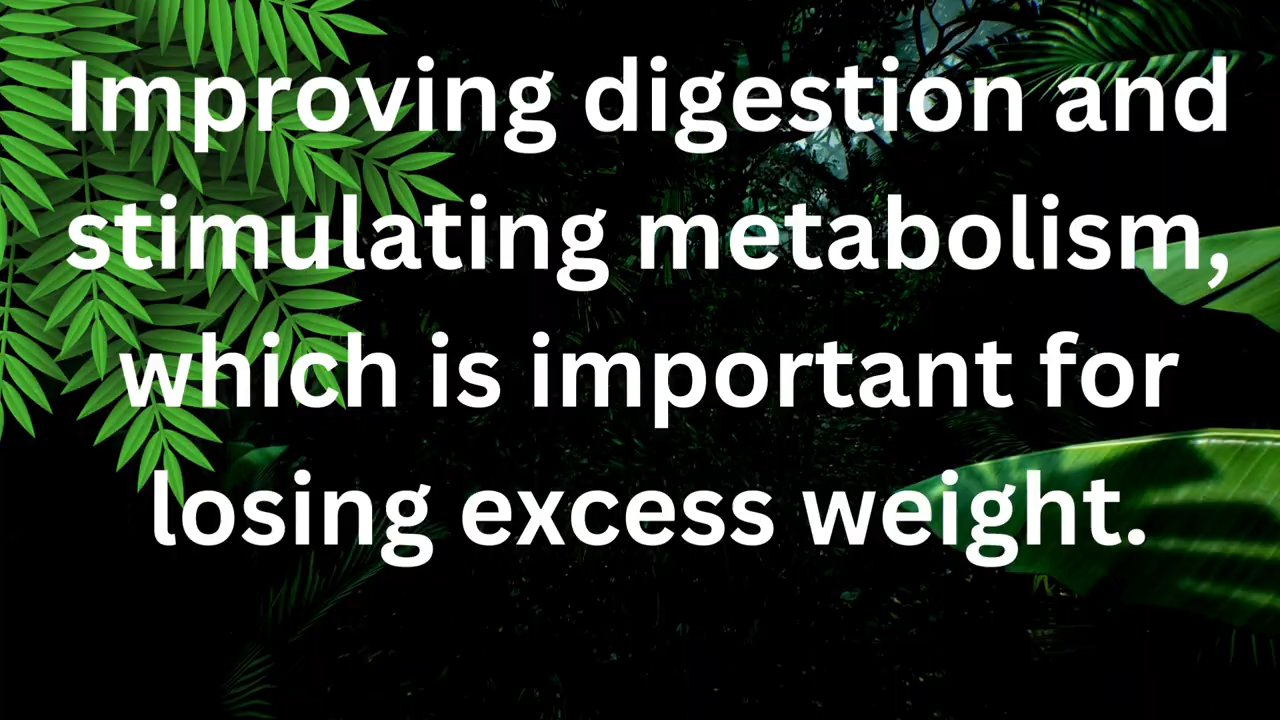 Improving digestion and
stimulating metabolism,
which is important for
losing excess weight.